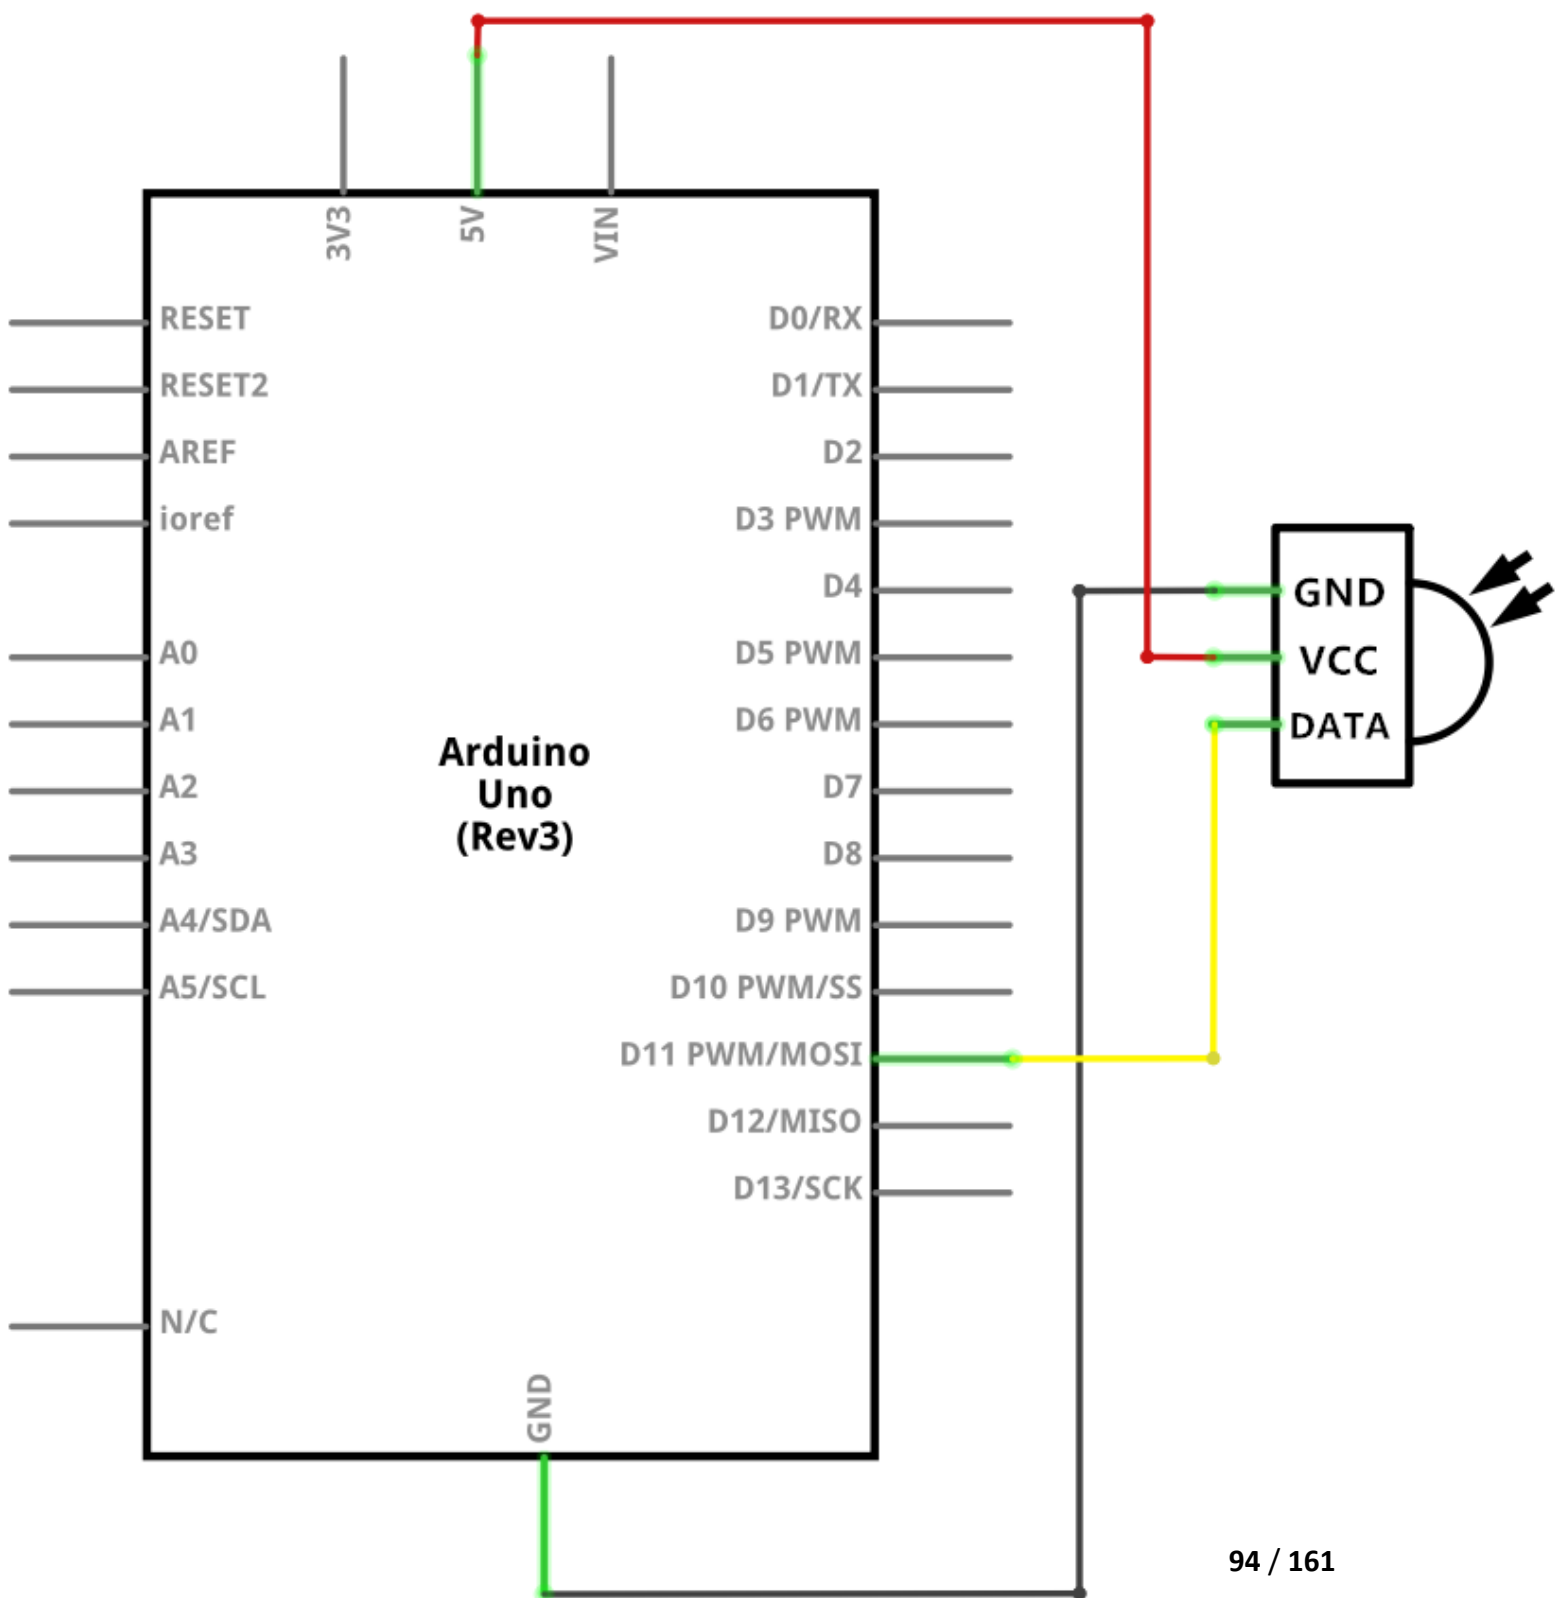 3V3
5V
VIN
RESET
RESET2
AREF
ioref
A0
A1
A2
A3
A4/SDA
A5/SCL
N/C
Arduino
Uno
(Rev3)
D0/RX
D1/TX
D2
D3 PWM
D4
D5 PWM
D6 PWM
D7
D8
D9 PWM
D10 PWM/SS
D11 PWM/MOSI
D12/MISO
D13/SCK
GND
GND
VCC
DATA
94 / 161